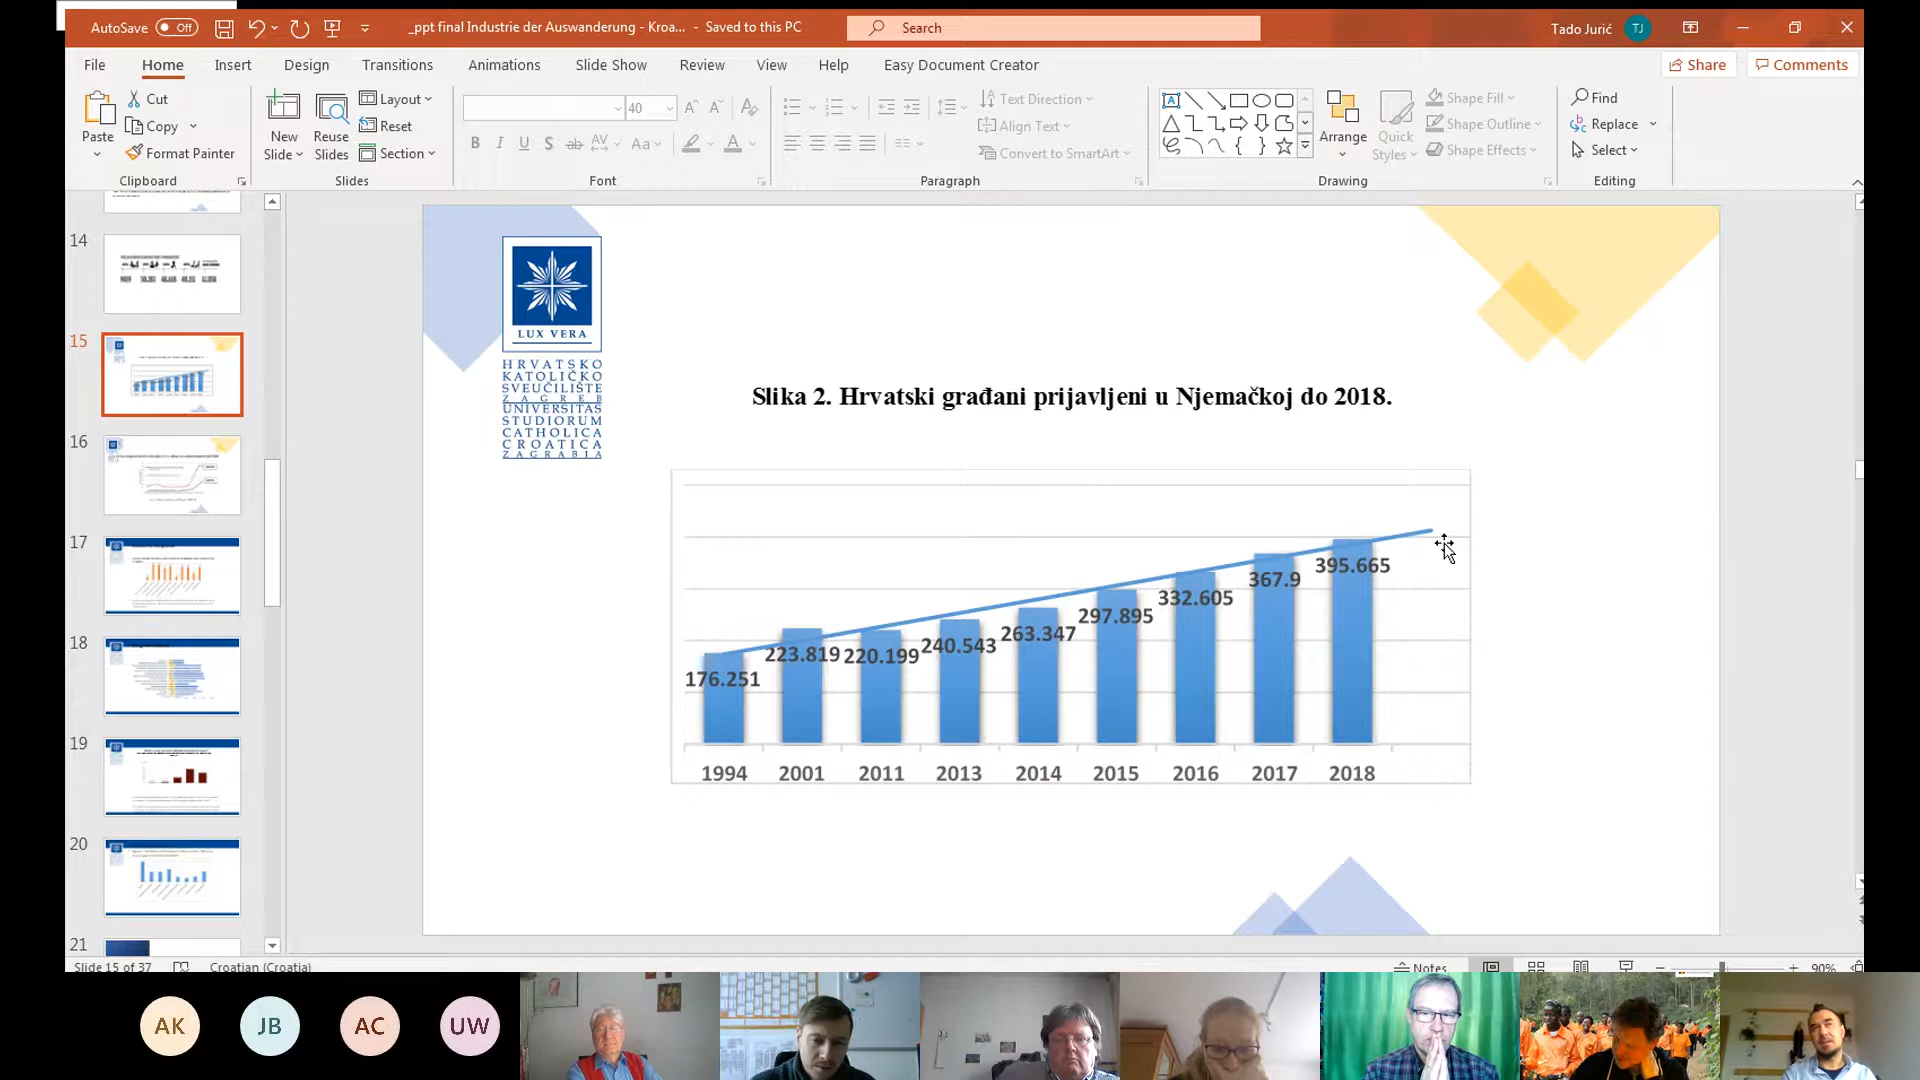 AutoSave Off
_ppt final Industrie der Auswanderung - Kroa... - Saved to this PC
Search
Tado Jurić TJ
File Home Insert Design Transitions Animations Slide Show Review View Help Easy Document Creator
Share Comments
Paste
Cut
Copy
Format Painter
Clipboard
New Slide
Reuse Slides
Layout
Reset
Section
Slides
40
B I U S ab AV Aa A
Font
Text Direction
Align Text
Convert to SmartArt
Paragraph
Arrange
Quick Styles
Shape Fill
Shape Outline
Shape Effects
Drawing
Find
Replace
Select
Editing
14
15
16
17
18
19
20
21
LUX VERA
HRVATSKO
KATOLIČKO
SVEUČILIŠTE
ZAGREB
UNIVERSITAS
STUDIORUM
CATHOLICA
CROATICA
ZAGRABIA
Slika 2. Hrvatski građani prijavljeni u Njemačkoj do 2018.
176.251 223.819 220.199 240.543 263.347 297.895 332.605 367.9 395.665
1994 2001 2011 2013 2014 2015 2016 2017 2018
Slide 15 of 37 Croatian (Croatia) Notes 90%
AK JB AC UW